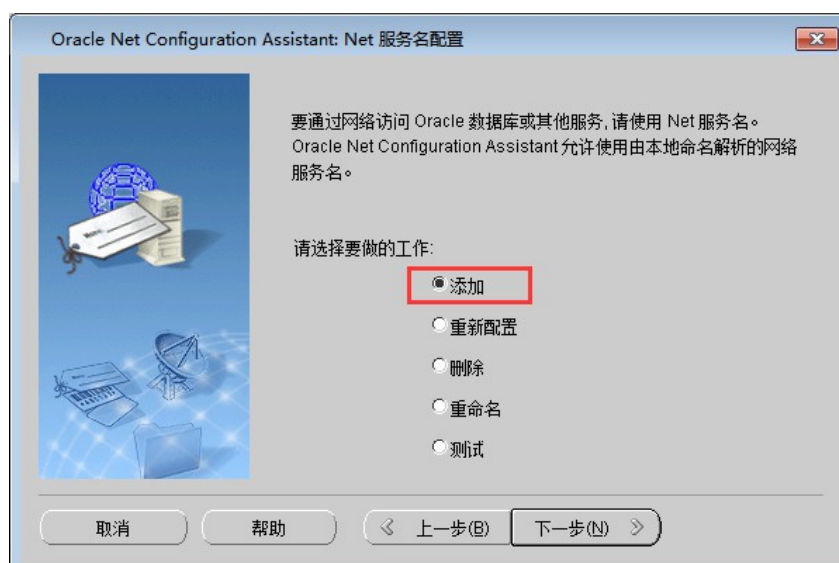 Oracle Net Configuration Assistant: Net 服务名配置
要通过网络访问 Oracle 数据库或其他服务, 请使用 Net 服务名。
Oracle Net Configuration Assistant 允许使用由本地命名解析的网络
服务名。
请选择要做的工作:
添加
重新配置
删除
重命名
测试
取消 帮助 上一步(B) 下一步(N)